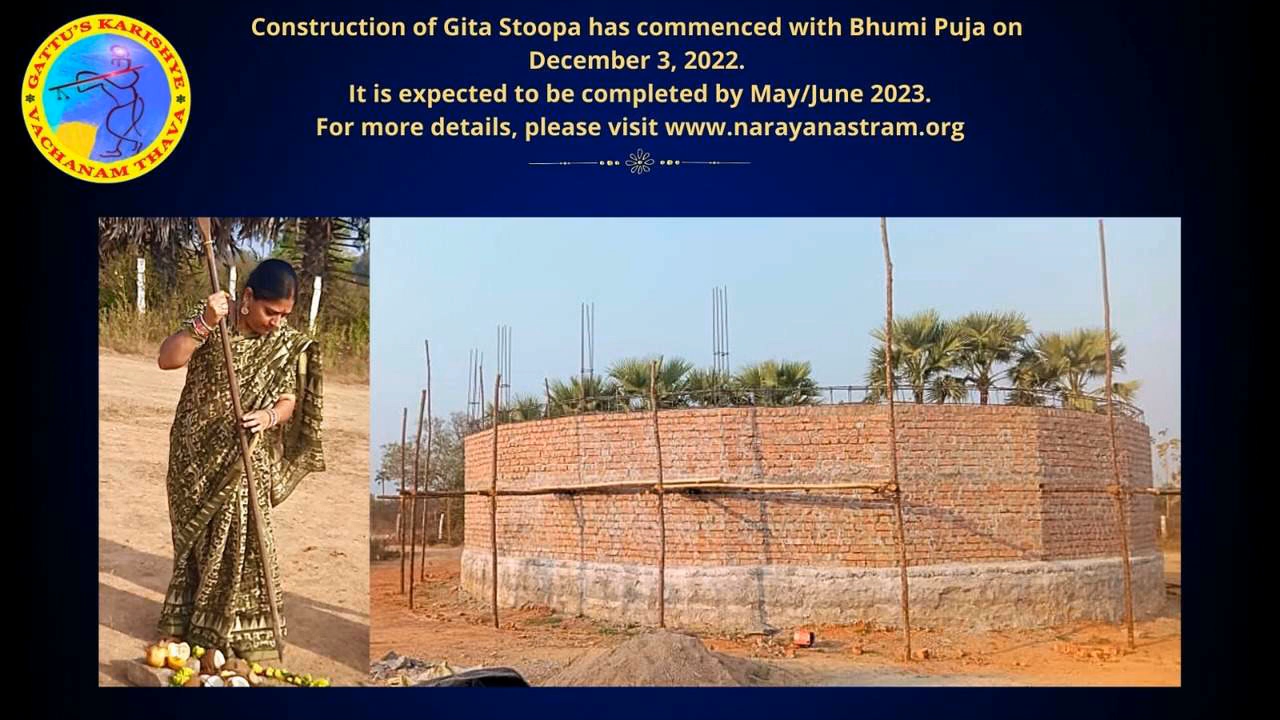 GATTU'S KARISHYE
VACHANAM THAVA
Construction of Gita Stoopa has commenced with Bhumi Puja on
December 3, 2022.
It is expected to be completed by May/June 2023.
For more details, please visit www.narayanastram.org